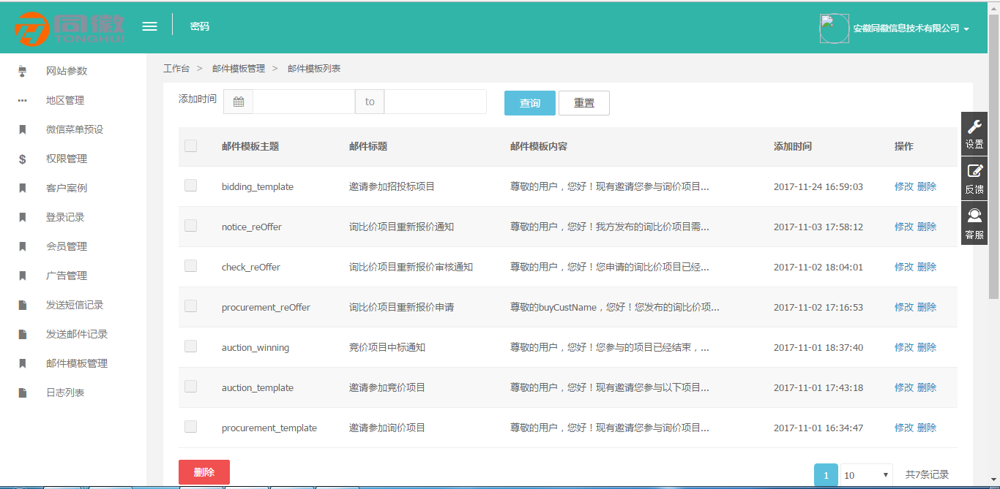 同徽
TONGHUI
密码
安徽同徽信息技术有限公司
网站参数
地区管理
微信菜单预设
权限管理
客户案例
登录记录
会员管理
广告管理
发送短信记录
发送邮件记录
邮件模板管理
日志列表
工作台 > 邮件模板管理 > 邮件模板列表
添加时间 to 查询 重置
邮件模板主题 邮件标题 邮件模板内容 添加时间 操作
bidding_template 邀请参加招投标项目 尊敬的用户，您好！现有邀请您参与询价项目... 2017-11-24 16:59:03 修改 删除
notice_reOffer 询比价项目重新报价通知 尊敬的用户，您好！我方发布的询比价项目需... 2017-11-03 17:58:12 修改 删除
check_reOffer 询比价项目重新报价审核通知 尊敬的用户，您好！您申请的询比价项目已经... 2017-11-02 18:04:01 修改 删除
procurement_reOffer 询比价项目重新报价申请 尊敬的buyCustName，您好！您发布的询比价项... 2017-11-02 17:16:53 修改 删除
auction_winning 竞价项目中标通知 尊敬的用户，您好！您参与的项目已经结束，... 2017-11-01 18:37:40 修改 删除
auction_template 邀请参加竞价项目 尊敬的用户，您好！现有邀请您参与以下项目... 2017-11-01 17:43:18 修改 删除
procurement_template 邀请参加询价项目 尊敬的用户，您好！现有邀请您参与询价项目... 2017-11-01 16:34:47 修改 删除
删除 1 10 共7条记录
设置
反馈
客服